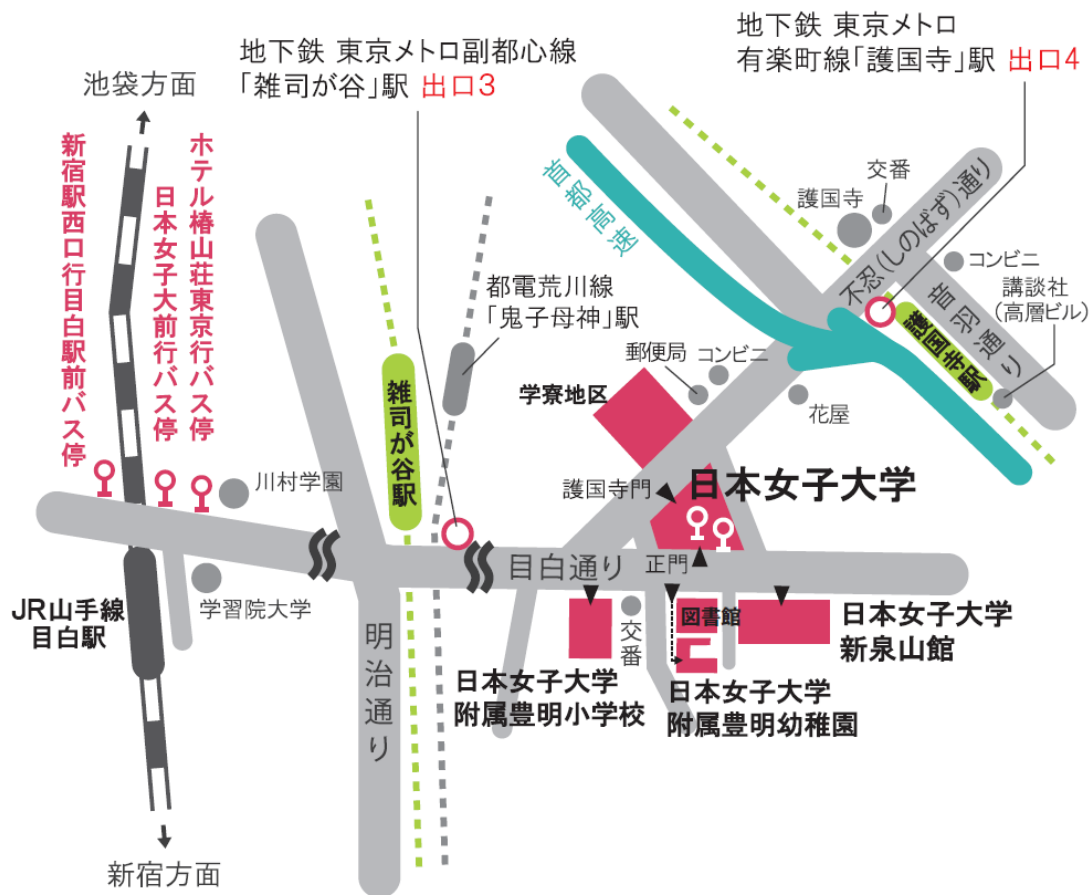 地下鉄 東京メトロ副都心線
「雑司が谷」駅 出口3
地下鉄 東京メトロ
有楽町線「護国寺」駅 出口4
池袋方面
新宿駅西口行目白駅前バス停
日本女子大前行バス停
ホテル椿山荘東京行バス停
首都高速
交番
護国寺
不忍(しのばず)通り
コンビニ
講談社
(高層ビル)
音羽通り
護国寺駅
都電荒川線
「鬼子母神」駅
郵便局
コンビニ
花屋
学寮地区
雑司が谷駅
川村学園
護国寺門
日本女子大学
目白通り
正門
JR山手線
目白駅
学習院大学
明治通り
交番
図書館
日本女子大学
新泉山館
日本女子大学
附属豊明小学校
日本女子大学
附属豊明幼稚園
新宿方面